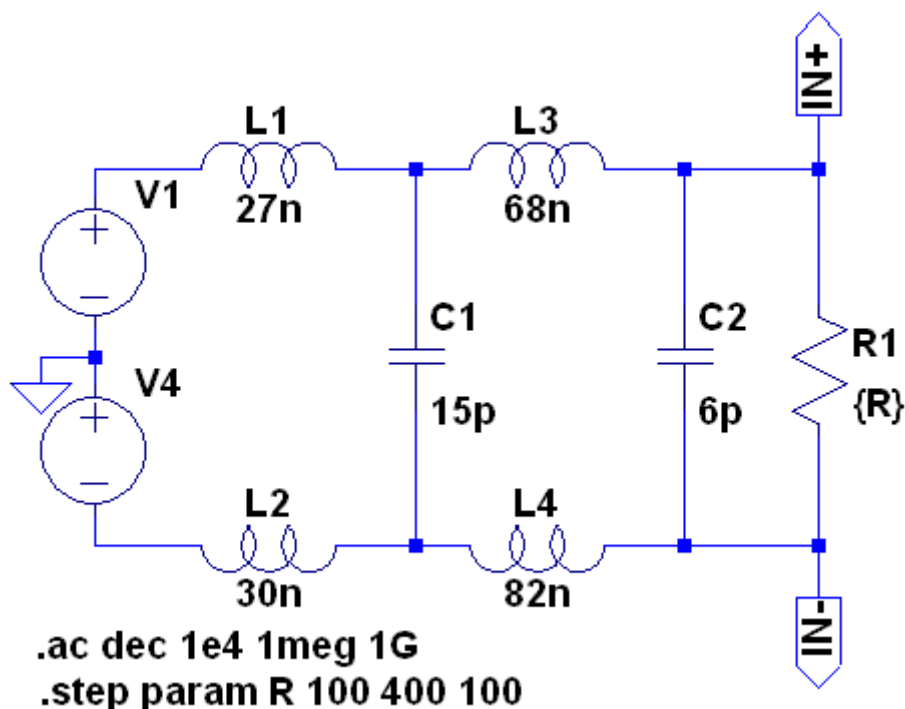 IN+
L1
L3
V1
27n
68n
C1
C2
R1
V4
15p
6p
{R}
L2
L4
30n
82n
IN-
.ac dec 1e4 1meg 1G
.step param R 100 400 100